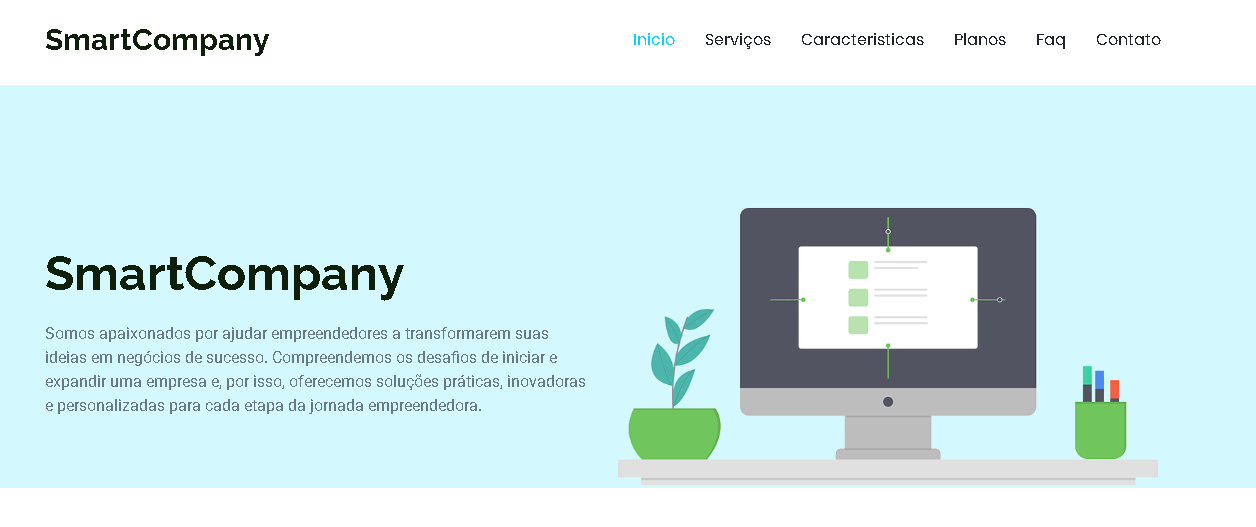 SmartCompany
Inicio Serviços Caracteristicas Planos Faq Contato
SmartCompany
Somos apaixonados por ajudar empreendedores a transformarem suas
ideias em negócios de sucesso. Compreendemos os desafios de iniciar e
expandir uma empresa e, por isso, oferecemos soluções práticas, inovadoras
e personalizadas para cada etapa da jornada empreendedora.